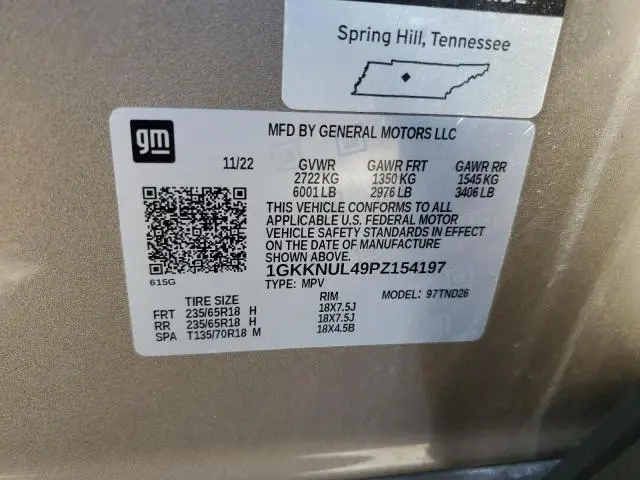 Spring Hill, Tennessee
gm
MFD BY GENERAL MOTORS LLC
11/22 GVWR GAWR FRT GAWR RR
2722 KG 1350 KG 1545 KG
6001 LB 2976 LB 3406 LB
THIS VEHICLE CONFORMS TO ALL
APPLICABLE U.S. FEDERAL MOTOR
VEHICLE SAFETY STANDARDS IN EFFECT
ON THE DATE OF MANUFACTURE
SHOWN ABOVE.
1GKKNUL49PZ154197
615G
TYPE: MPV MODEL: 97TND26
TIRE SIZE RIM
FRT 235/65R18 H 18X7.5J
RR 235/65R18 H 18X7.5J
SPA T135/70R18 M 18X4.5B